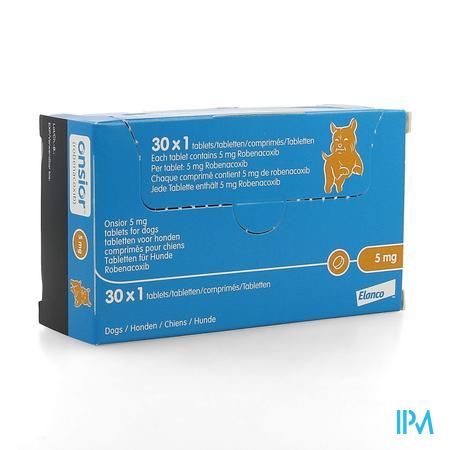 30 x 1 tablets/tabletten/comprimés/Tabletten
Each tablet contains 5 mg Robenacoxib
Per tablet: 5 mg Robenacoxib
Chaque comprimé contient 5 mg de robenacoxib
Jede Tablette enthält 5 mg Robenacoxib
Onsior 5 mg
tablets for dogs
tabletten voor honden
comprimés pour chiens
Tabletten für Hunde
Robenacoxib
5 mg
30 x 1 tablets/tabletten/comprimés/Tabletten
Elanco
Dogs / Honden / Chiens / Hunde
onsior
(robenacoxib)
5 mg
IPM